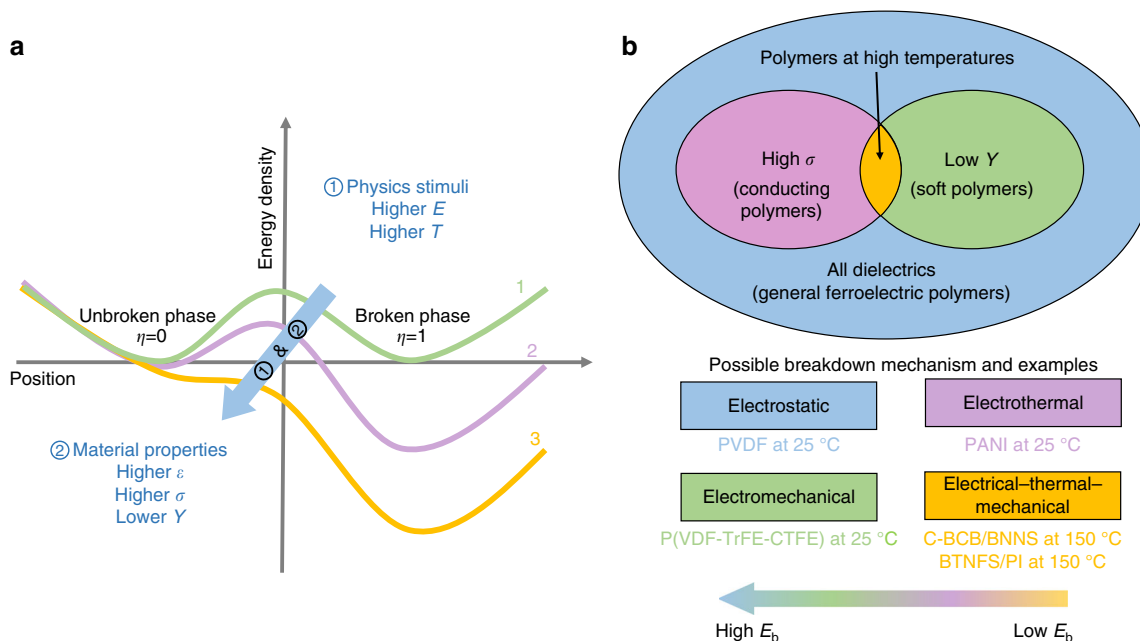 a
Energy density
① Physics stimuli
Higher E
Higher T
Unbroken phase
η=0
Broken phase
η=1
1
2
3
① & ②
Position
② Material properties
Higher ε
Higher σ
Lower Y
b
Polymers at high temperatures
High σ
(conducting
polymers)
Low Y
(soft polymers)
All dielectrics
(general ferroelectric polymers)
Possible breakdown mechanism and examples
Electrostatic
PVDF at 25 °C
Electrothermal
PANI at 25 °C
Electromechanical
P(VDF-TrFE-CTFE) at 25 °C
Electrical–thermal–
mechanical
C-BCB/BNNS at 150 °C
BTNFS/PI at 150 °C
High E_b
Low E_b